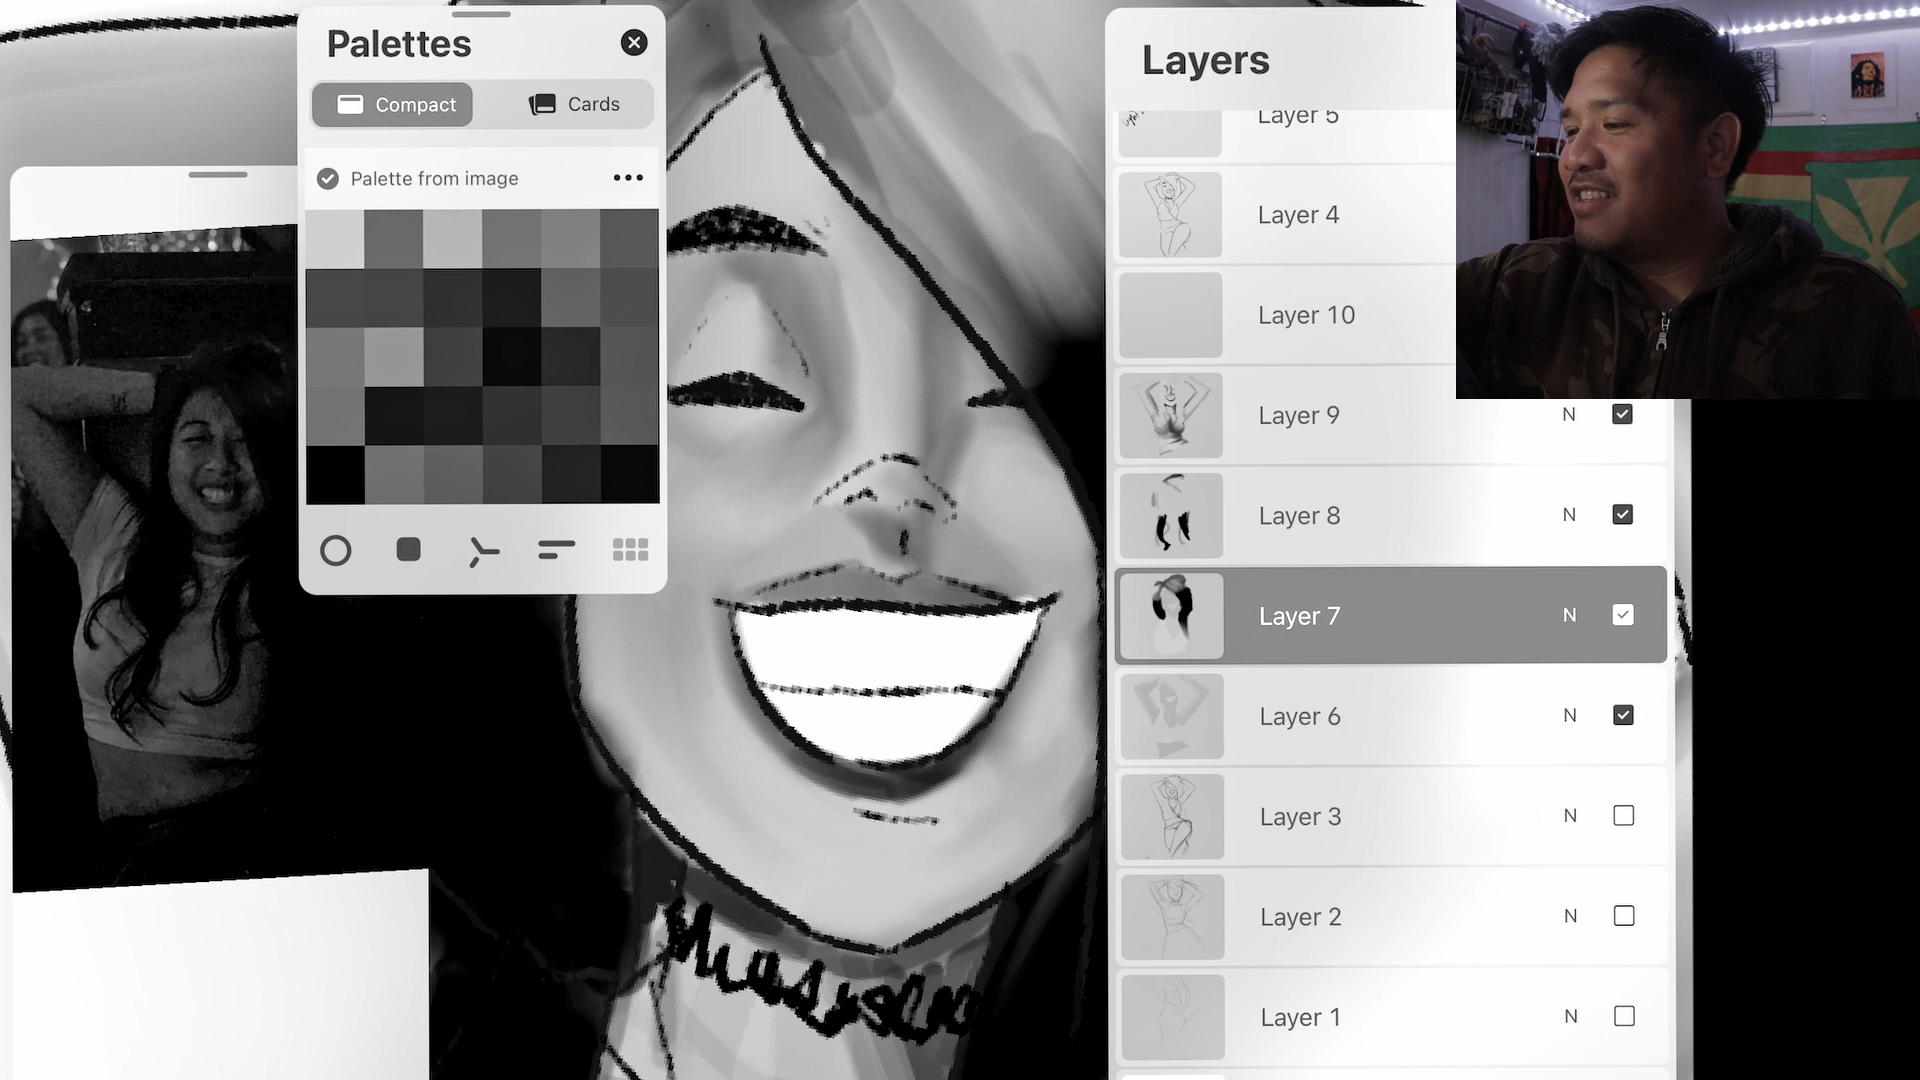 Palettes
Compact
Cards
Palette from image
Layers
Layer 5
Layer 4
Layer 10
Layer 9 N
Layer 8 N
Layer 7 N
Layer 6 N
Layer 3 N
Layer 2 N
Layer 1 N